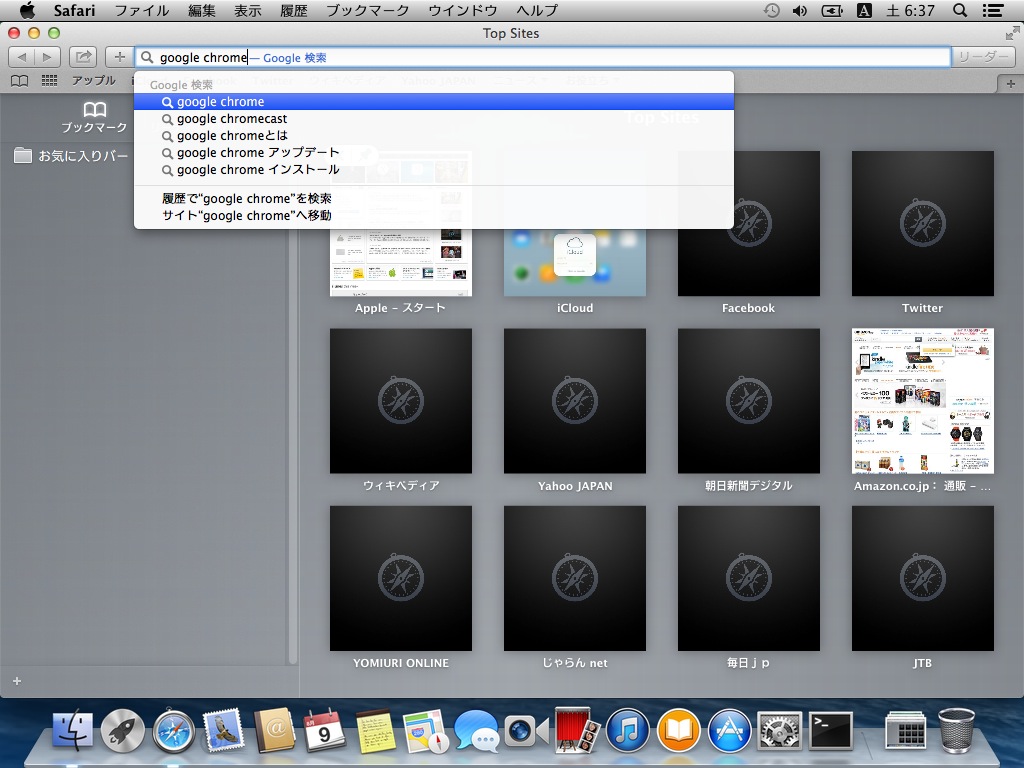 Safari ファイル 編集 表示 履歴 ブックマーク ウインドウ ヘルプ
A 土 6:37
Top Sites
google chrome — Google 検索
リーダー
アップル
Google 検索
google chrome
google chromecast
google chromeとは
google chrome アップデート
google chrome インストール
履歴で“google chrome”を検索
サイト“google chrome”へ移動
ブックマーク
お気に入りバー
Top Sites
iCloud
Apple – スタート
iCloud
Facebook
Twitter
ウィキペディア
Yahoo JAPAN
朝日新聞デジタル
Amazon.co.jp： 通販 – ...
YOMIURI ONLINE
じゃらん net
毎日ｊｐ
JTB
9